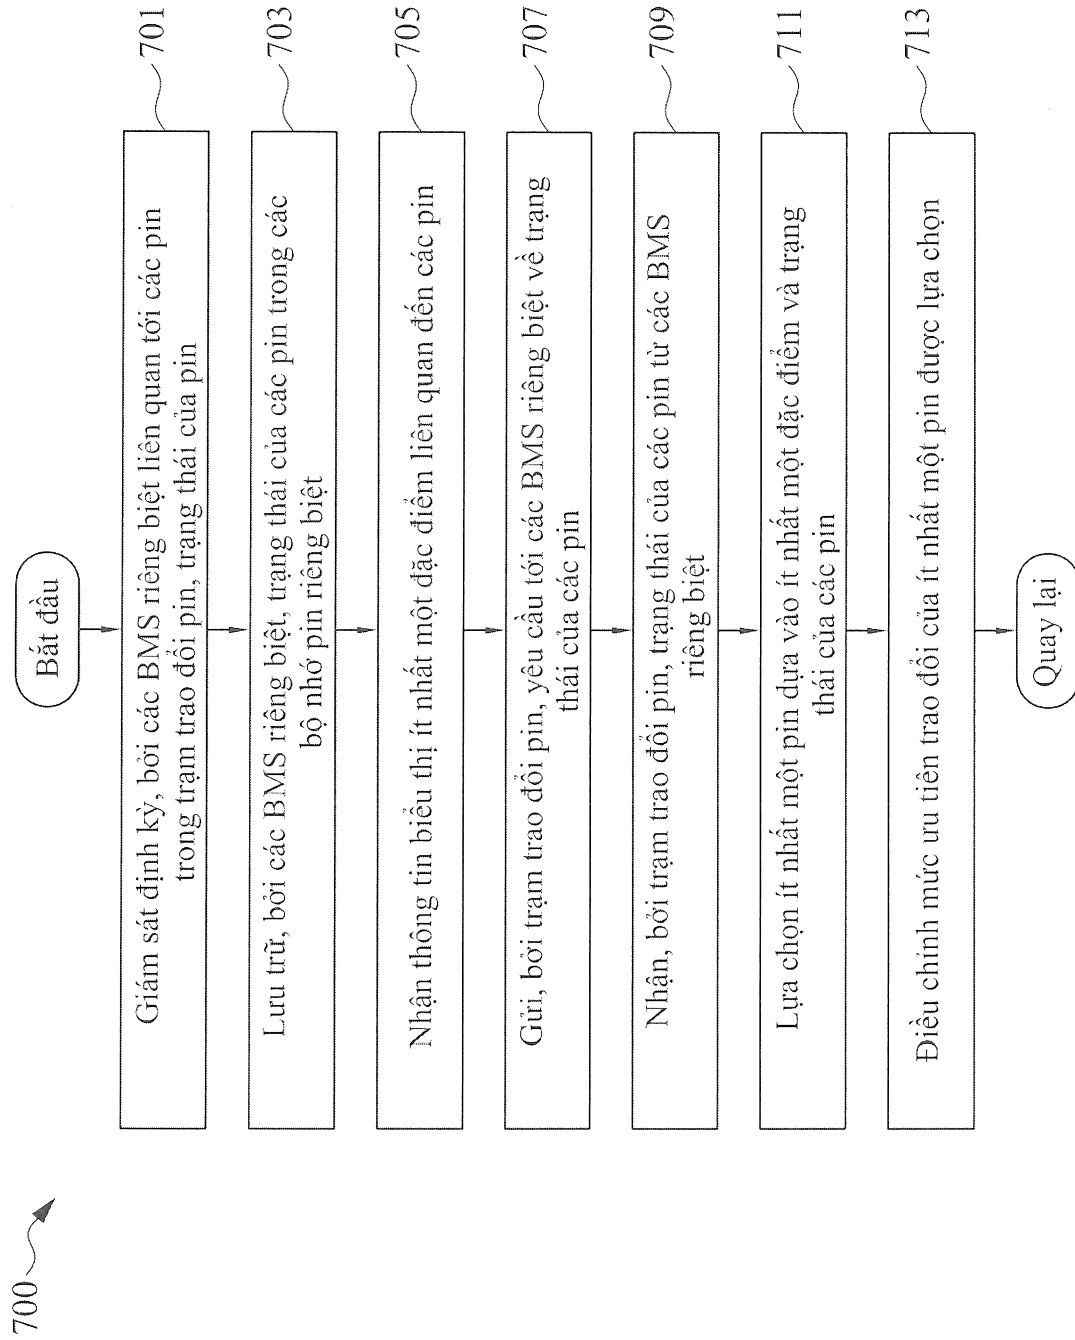 700
Bắt đầu
Giám sát định kỳ, bởi các BMS riêng biệt liên quan tới các pin
trong trạm trao đổi pin, trạng thái của pin
701
Lưu trữ, bởi các BMS riêng biệt, trạng thái của các pin trong các
bộ nhớ pin riêng biệt
703
Nhận thông tin biểu thị ít nhất một đặc điểm liên quan đến các pin
705
Gửi, bởi trạm trao đổi pin, yêu cầu tới các BMS riêng biệt về trạng
thái của các pin
707
Nhận, bởi trạm trao đổi pin, trạng thái của các pin từ các BMS
riêng biệt
709
Lựa chọn ít nhất một pin dựa vào ít nhất một đặc điểm và trạng
thái của các pin
711
Điều chỉnh mức ưu tiên trao đổi của ít nhất một pin được lựa chọn
713
Quay lại